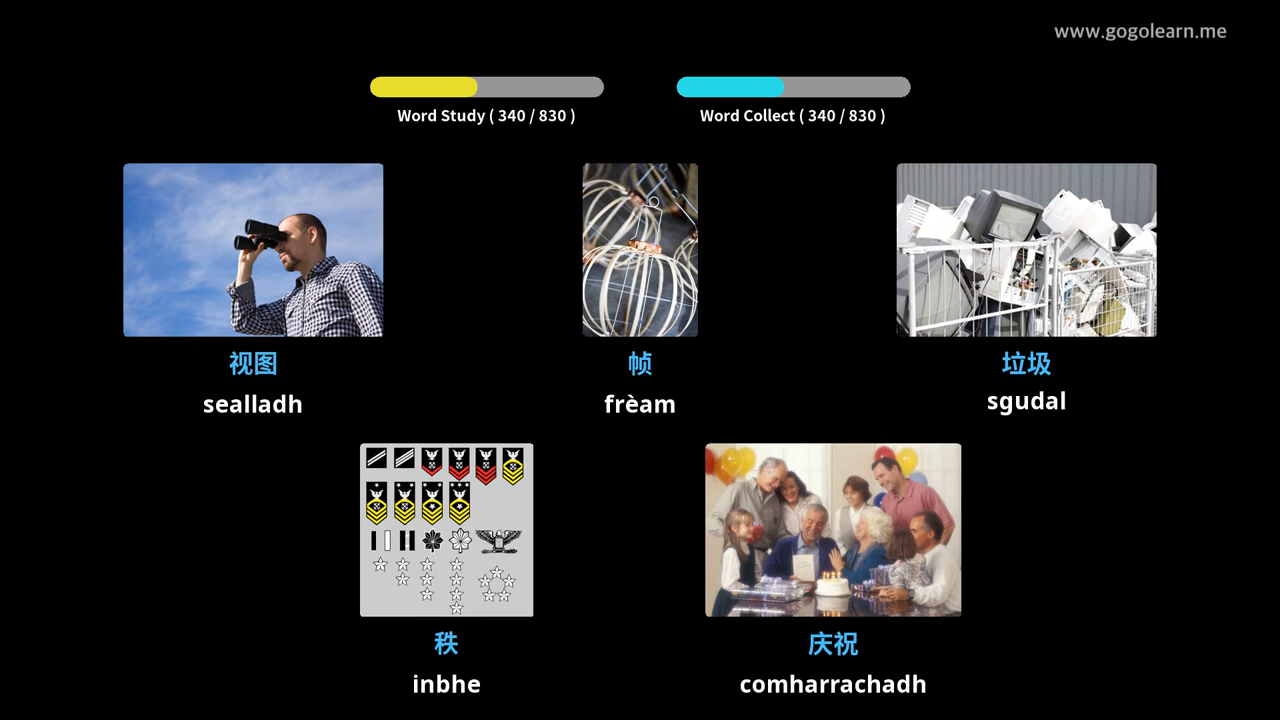 www.gogolearn.me
Word Study ( 340 / 830 )
Word Collect ( 340 / 830 )
视图
帧
垃圾
sealladh
frèam
sgudal
秩
庆祝
inbhe
comharrachadh